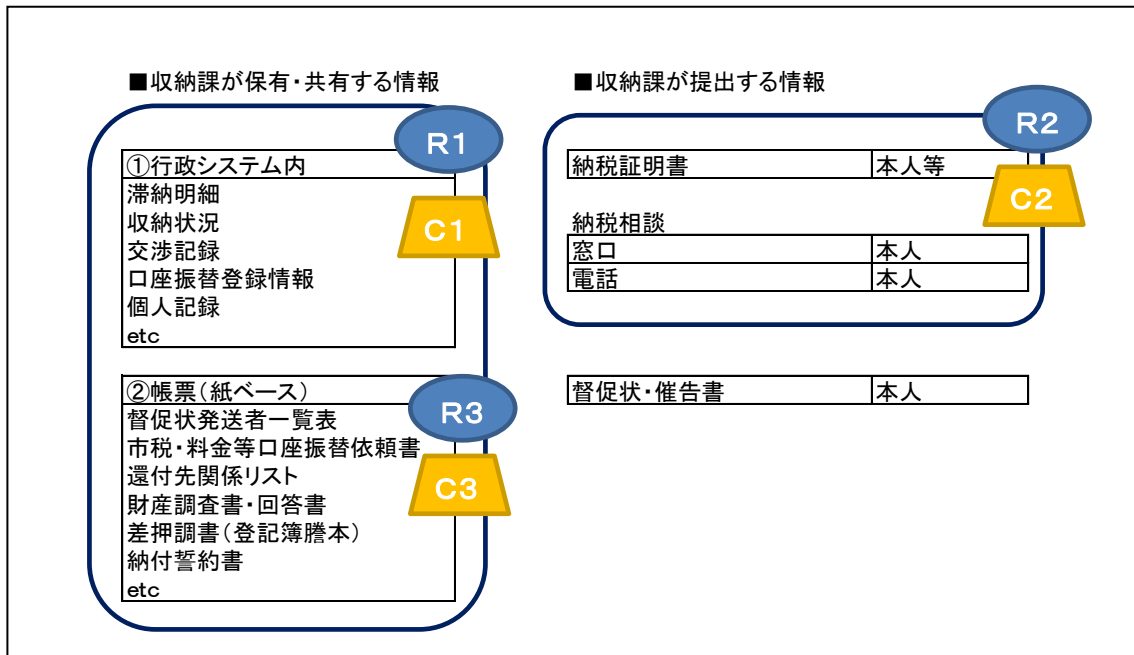 ■収納課が保有・共有する情報
R1
①行政システム内
滞納明細
収納状況
C1
交渉記録
口座振替登録情報
個人記録
etc
②帳票(紙ベース)
R3
督促状発送者一覧表
市税・料金等口座振替依頼書
還付先関係リスト
C3
財産調査書・回答書
差押調書(登記簿謄本)
納付誓約書
etc
■収納課が提出する情報
R2
納税証明書 本人等
C2
納税相談
窓口 本人
電話 本人
督促状・催告書 本人